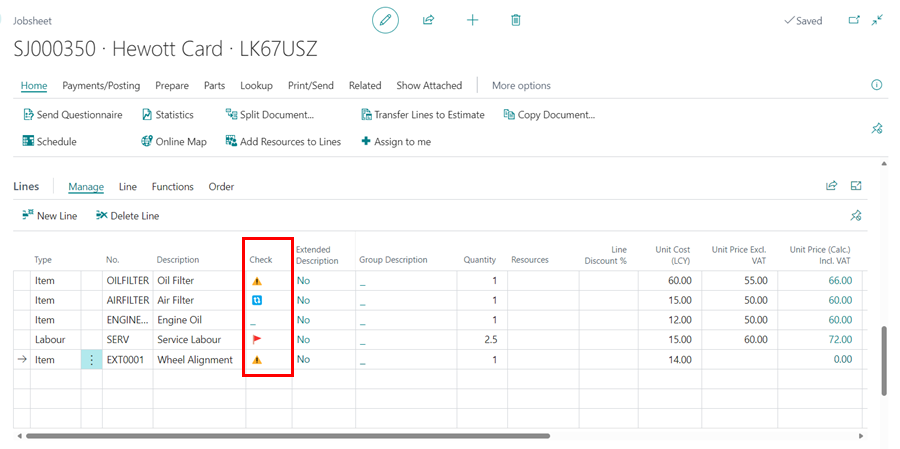 Jobsheet
Saved
SJ000350 · Hewott Card · LK67USZ
Home Payments/Posting Prepare Parts Lookup Print/Send Related Show Attached More options
Send Questionnaire Statistics Split Document... Transfer Lines to Estimate Copy Document...
Schedule Online Map Add Resources to Lines Assign to me
Lines Manage Line Functions Order
New Line Delete Line
Type No. Description Check Extended Description Group Description Quantity Resources Line Discount % Unit Cost (LCY) Unit Price Excl. VAT Unit Price (Calc.) Incl. VAT
Item OILFILTER Oil Filter No _ 1 60.00 55.00 66.00
Item AIRFILTER Air Filter No _ 1 15.00 50.00 60.00
Item ENGINE... Engine Oil _ No _ 1 12.00 50.00 60.00
Labour SERV Service Labour No _ 2.5 15.00 60.00 72.00
Item EXT0001 Wheel Alignment No _ 1 14.00 0.00